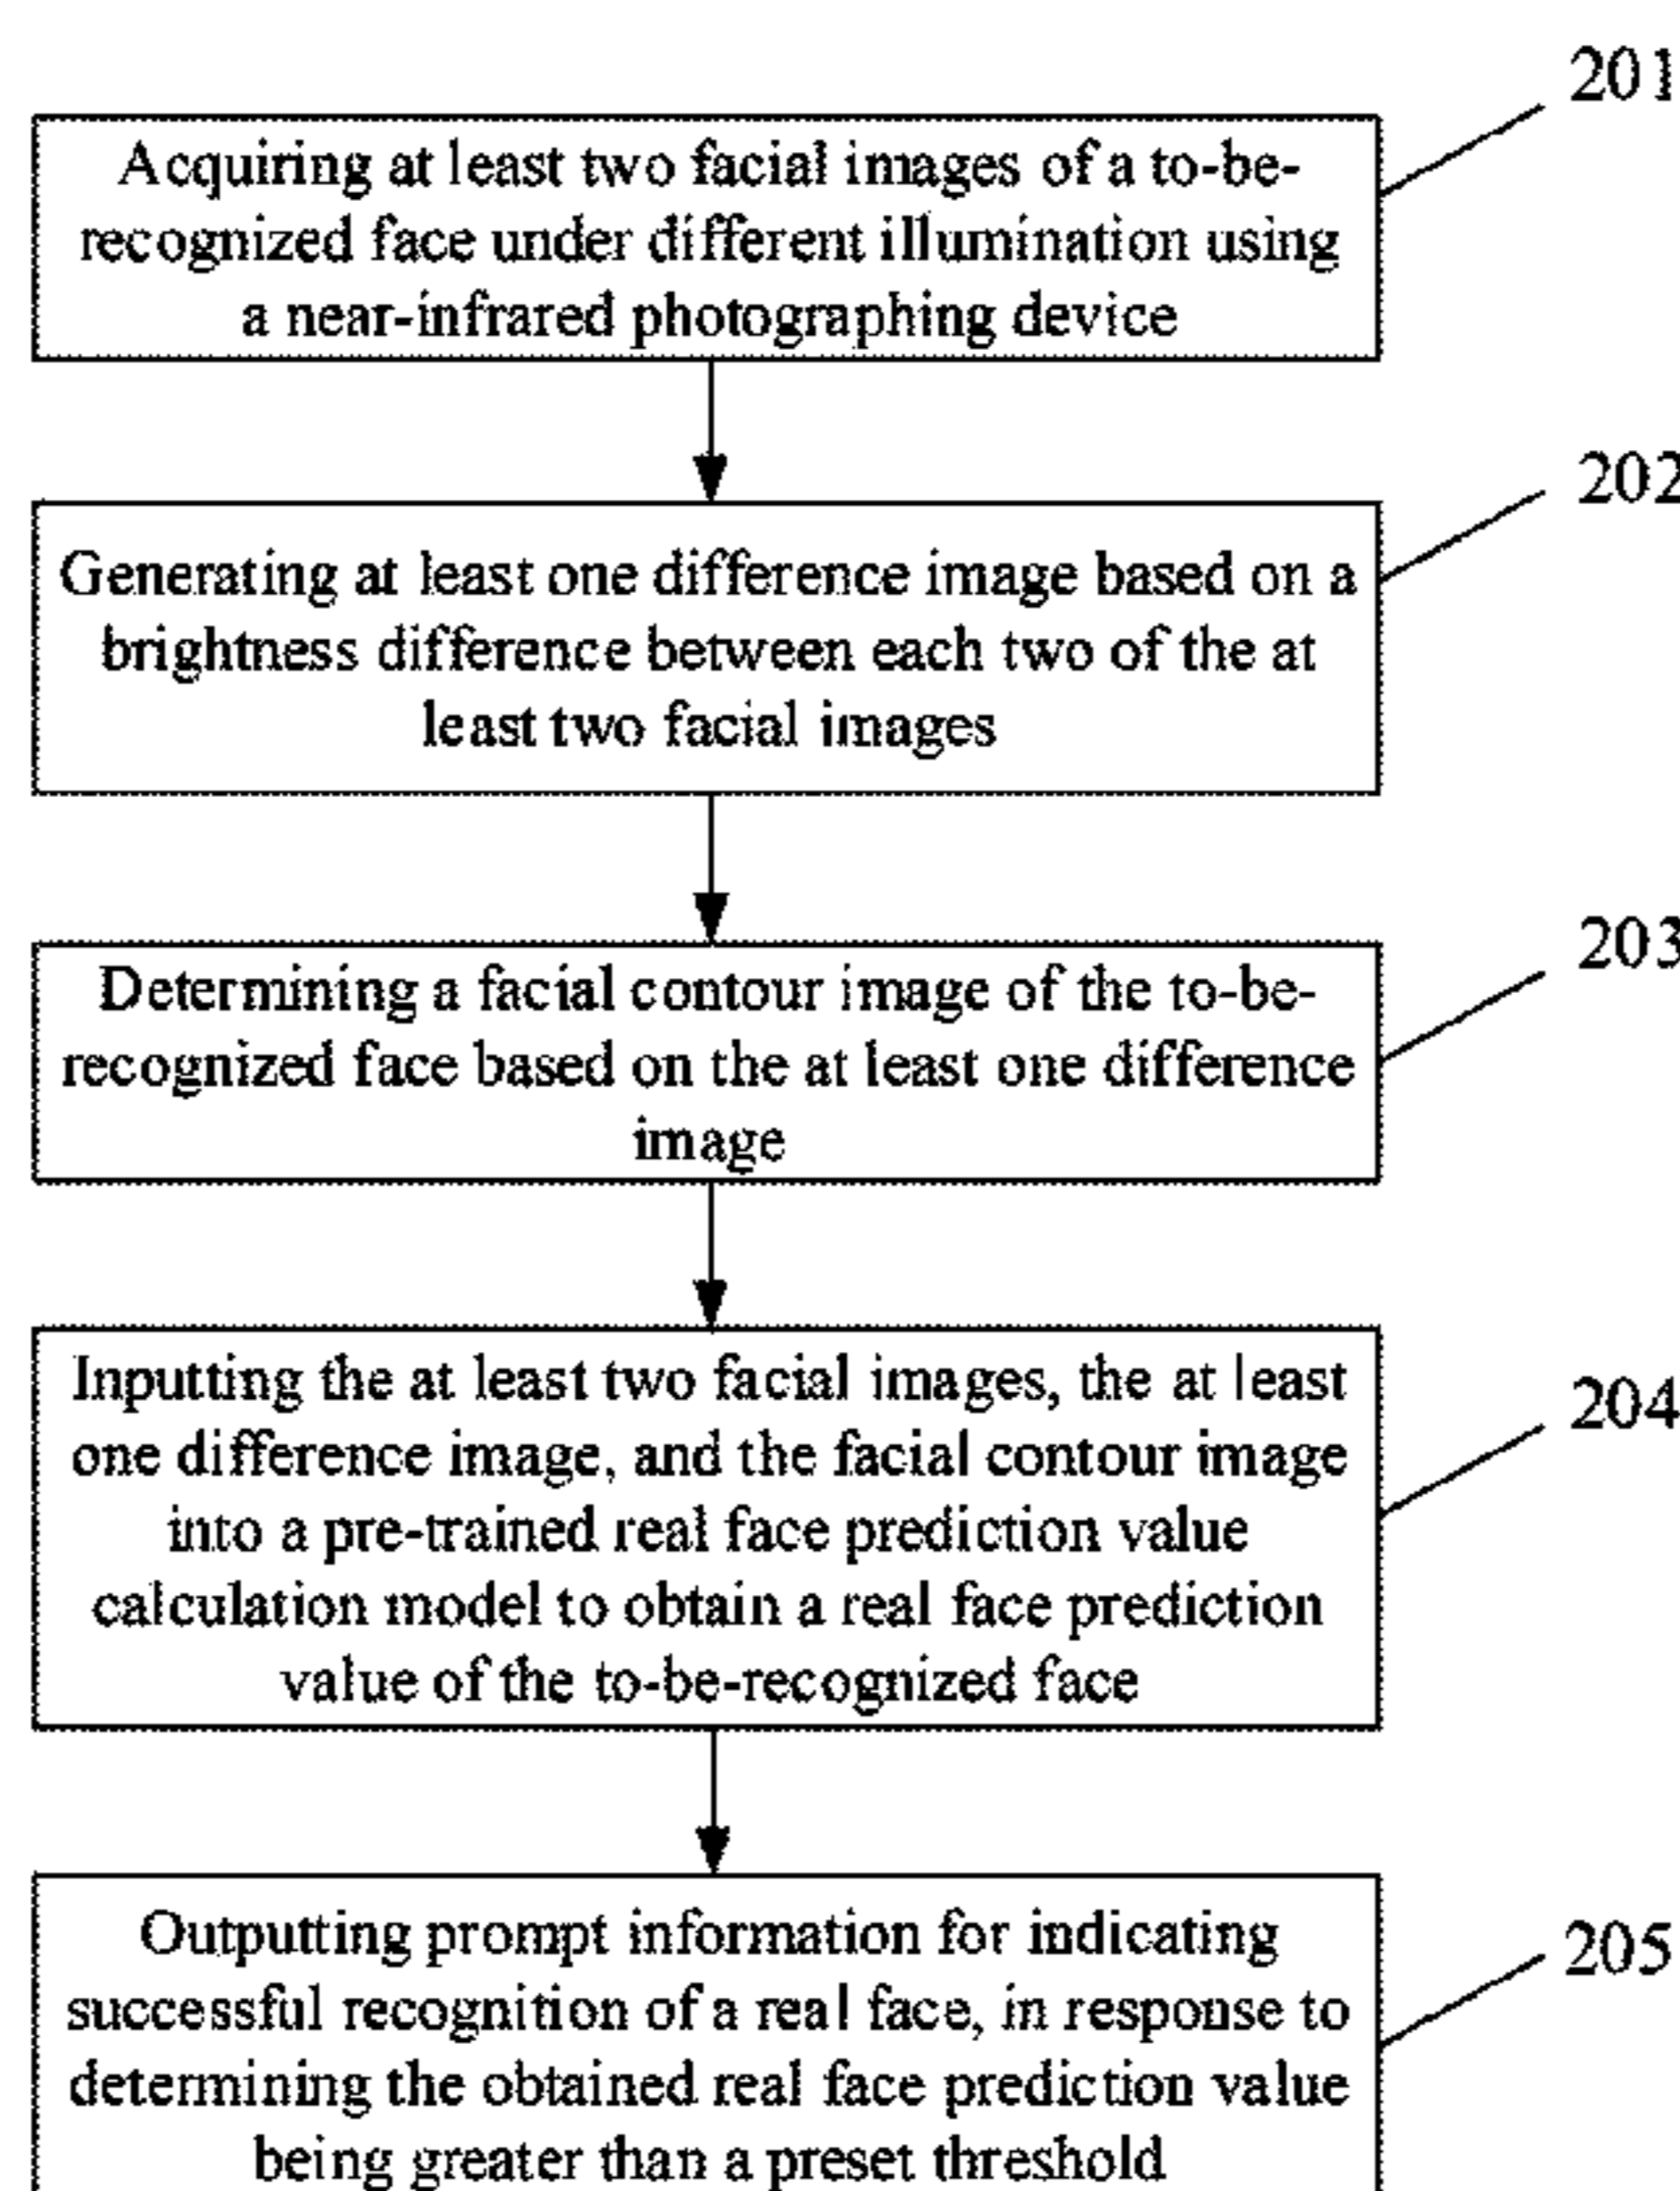 201
Acquiring at least two facial images of a to-be-
recognized face under different illumination using
a near-infrared photographing device
202
Generating at least one difference image based on a
brightness difference between each two of the at
least two facial images
203
Determining a facial contour image of the to-be-
recognized face based on the at least one difference
image
204
Inputting the at least two facial images, the at least
one difference image, and the facial contour image
into a pre-trained real face prediction value
calculation model to obtain a real face prediction
value of the to-be-recognized face
205
Outputting prompt information for indicating
successful recognition of a real face, in response to
determining the obtained real face prediction value
being greater than a preset threshold